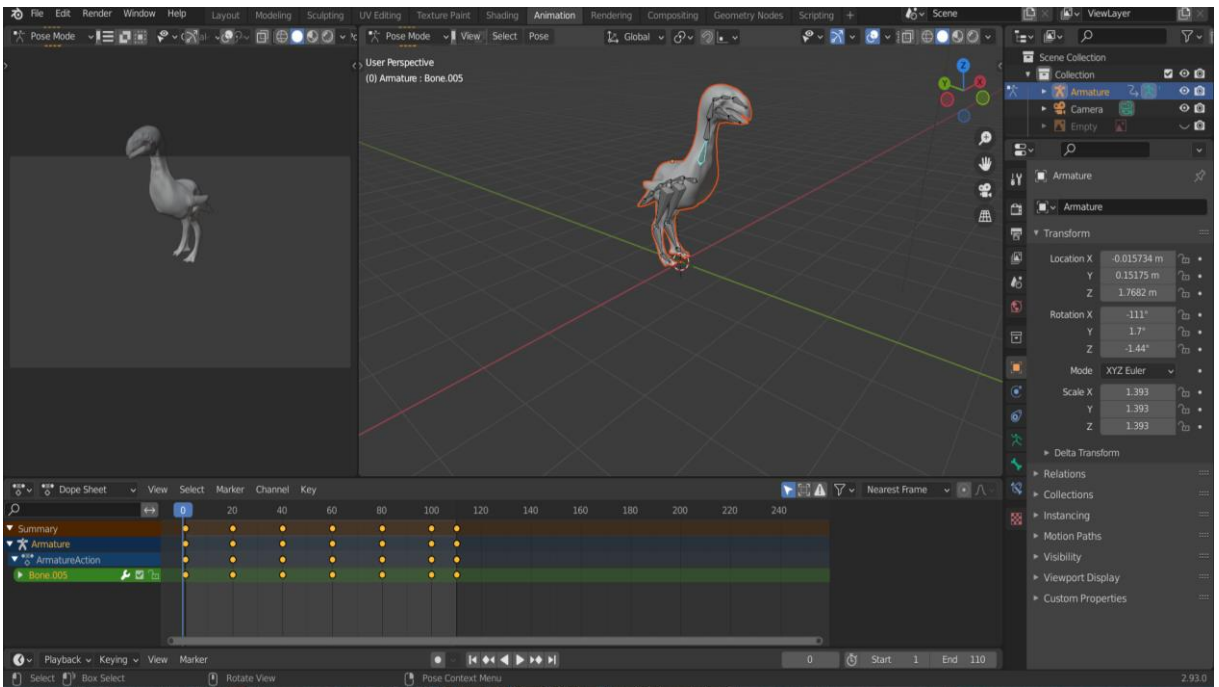 File Edit Render Window Help Layout Modeling Sculpting UV Editing Texture Paint Shading Animation Rendering Compositing Geometry Nodes Scripting + Scene ViewLayer
Pose Mode Pose Mode View Select Pose Global
User Perspective
(0) Armature : Bone.005
Z
Y
X
Scene Collection
Collection
Armature
Camera
Empty
Armature
Armature
Transform
Location X -0.015734 m
Y 0.15175 m
Z 1.7682 m
Rotation X -111°
Y 1.7°
Z -1.44°
Mode XYZ Euler
Scale X 1.393
Y 1.393
Z 1.393
Delta Transform
Relations
Collections
Instancing
Motion Paths
Visibility
Viewport Display
Custom Properties
Dope Sheet View Select Marker Channel Key Nearest Frame
0 20 40 60 80 100 120 140 160 180 200 220 240
Summary
Armature
ArmatureAction
Bone.005
Playback Keying View Marker 0 Start 1 End 110
Select Box Select Rotate View Pose Context Menu 2.93.0